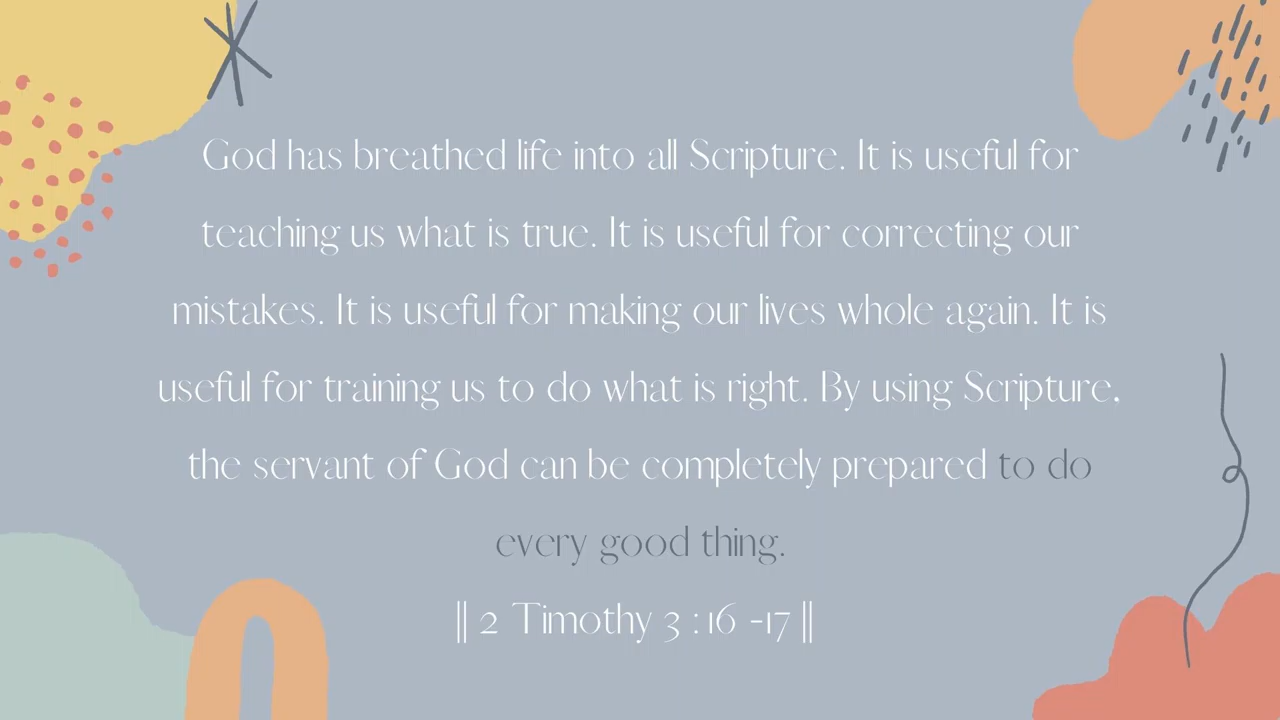 God has breathed life into all Scripture. It is useful for
teaching us what is true. It is useful for correcting our
mistakes. It is useful for making our lives whole again. It is
useful for training us to do what is right. By using Scripture,
the servant of God can be completely prepared to do
every good thing.
|| 2 Timothy 3 : 16 -17 ||